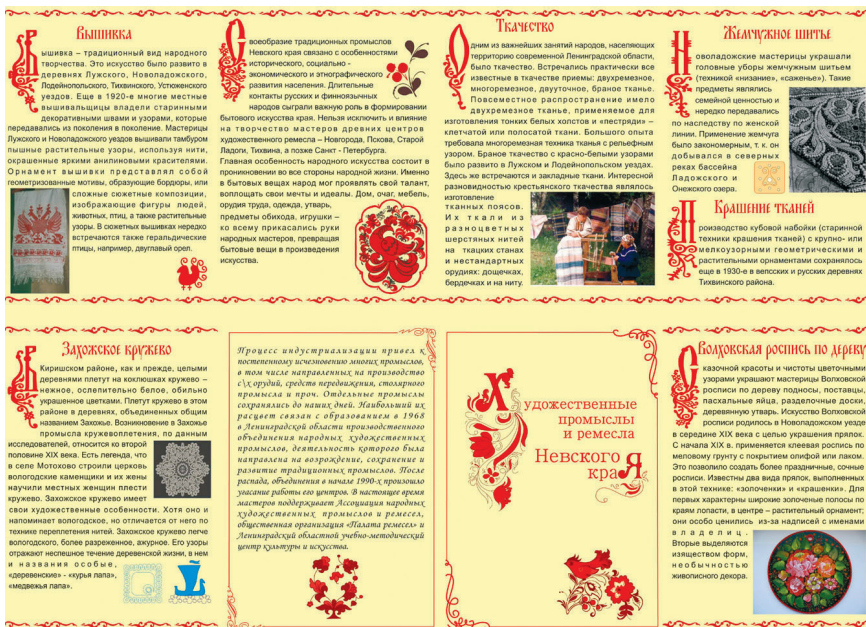 Вышивка
Вышивка – традиционный вид народного
творчества. Это искусство было развито в
деревнях Лужского, Новоладожского,
Лодейнопольского, Тихвинского, Устюженского
уездов. Еще в 1920-е многие местные
вышивальщицы владели старинными
декоративными швами и узорами, которые
передавались из поколения в поколение. Мастерицы
Лужского и Новоладожского уездов вышивали тамбуром
пышные растительные узоры, используя нити,
окрашенные яркими анилиновыми красителями.
Орнамент вышивки представлял собой
геометризованные мотивы, образующие бордюры, или
сложные сюжетные композиции,
изображающие фигуры людей,
животных, птиц, а также растительные
узоры. В сюжетных вышивках нередко
встречаются также геральдические
птицы, например, двуглавый орел.
Своеобразие традиционных промыслов
Невского края связано с особенностями
исторического, социально -
экономического и этнографического
развития населения. Длительные
контакты русских и финноязычных
народов сыграли важную роль в формировании
бытового искусства края. Нельзя исключить и влияние
на творчество мастеров древних центров
художественного ремесла – Новгорода, Пскова, Старой
Ладоги, Тихвина, а позже Санкт - Петербурга.
Главная особенность народного искусства состоит в
проникновении во все стороны народной жизни. Именно
в бытовых вещах народ мог проявлять свой талант,
воплощать свои мечты и идеалы. Дом, очаг, мебель,
орудия труда, одежда, утварь,
предметы обихода, игрушки –
ко всему прикасались руки
народных мастеров, превращая
бытовые вещи в произведения
искусства.
Ткачество
Одним из важнейших занятий народов, населяющих
территорию современной Ленинградской области,
было ткачество. Встречались практически все
известные в ткачестве приемы: двухремезное,
многоремезное, двууточное, браное тканье.
Повсеместное распространение имело
двухремезное тканье, применяемое для
изготовления тонких белых холстов и «пестряди» –
клетчатой или полосатой ткани. Большого опыта
требовала многоремезная техника тканья с рельефным
узором. Браное ткачество с красно-белыми узорами
было развито в Лужском и Лодейнопольском уездах.
Здесь же встречаются и закладные ткани. Интересной
разновидностью крестьянского ткачества являлось
изготовление
тканных поясов.
Их ткали из
разноцветных
шерстяных нитей
на ткацких станах
и нестандартных
орудиях: дощечках,
бердечках и на ниту.
Жемчужное шитье
Новоладожские мастерицы украшали
головные уборы жемчужным шитьем
(техникой «низание», «саженье»). Такие
предметы являлись
семейной ценностью и
нередко передавались
по наследству по женской
линии. Применение жемчуга
было закономерным, т. к. он
добывался в северных
реках бассейна
Ладожского и
Онежского озера.
Крашение тканей
Производство кубовой набойки (старинной
техники крашения тканей) с крупно- или
мелкоузорными геометрическими и
растительными орнаментами сохранялось
еще в 1930-е в вепсских и русских деревнях
Тихвинского района.
Захожское кружево
В Киришском районе, как и прежде, целыми
деревнями плетут на коклюшках кружево –
нежное, ослепительно белое, обильно
украшенное цветками. Плетут кружево в этом
районе в деревнях, объединенных общим
названием Захожье. Возникновение в Захожье
промысла кружевоплетения, по данным
исследователей, относится ко второй
половине XIX века. Есть легенда, что
в селе Мотохово строили церковь
вологодские каменщики и их жены
научили местных женщин плести
кружево. Захожское кружево имеет
свои художественные особенности. Хотя оно и
напоминает вологодское, но отличается от него по
технике переплетения нитей. Захожское кружево легче
вологодского, более разреженное, ажурное. Его узоры
отражают неспешное течение деревенской жизни, в нем
и названия особые,
«деревенские» - «курья лапа»,
«медвежья лапа».
Процесс индустриализации привел к
постепенному исчезновению многих промыслов,
в том числе направленных на производство
с\х орудий, средств передвижения, столярного
промысла и проч. Отдельные промыслы
сохранялись до наших дней. Наибольший их
расцвет связан с образованием в 1968
в Ленинградской области производственного
объединения народных художественных
промыслов, деятельность которого была
направлена на возрождение, сохранение и
развитие традиционных промыслов. После
распада, объединения в начале 1990-х произошло
угасание работы его центров. В настоящее время
мастеров поддерживает Ассоциация народных
художественных промыслов и ремесел,
общественная организация «Палата ремесел» и
Ленинградский областной учебно-методический
центр культуры и искусства.
Художественные
промыслы
и ремесла
Невского
краЯ
Волховская роспись по дереву
Сказочной красоты и чистоты цветочными
узорами украшают мастерицы Волховской
росписи по дереву подносы, поставцы,
пасхальные яйца, разделочные доски,
деревянную утварь. Искусство Волховской
росписи родилось в Новоладожском уезде
в середине XIX века с целью украшения прялок.
С начала XIX в. применяется клеевая роспись по
меловому грунту с покрытием олифой или лаком.
Это позволило создать более праздничные, сочные
росписи. Известны два вида прялок, выполненных
в этой технике: «золоченки» и «крашенки». Для
первых характерны широкие золоченые полосы по
краям лопасти, в центре – растительный орнамент;
они особо ценились из-за надписей с именами
владелиц.
Вторые выделяются
изяществом форм,
необычностью
живописного декора.